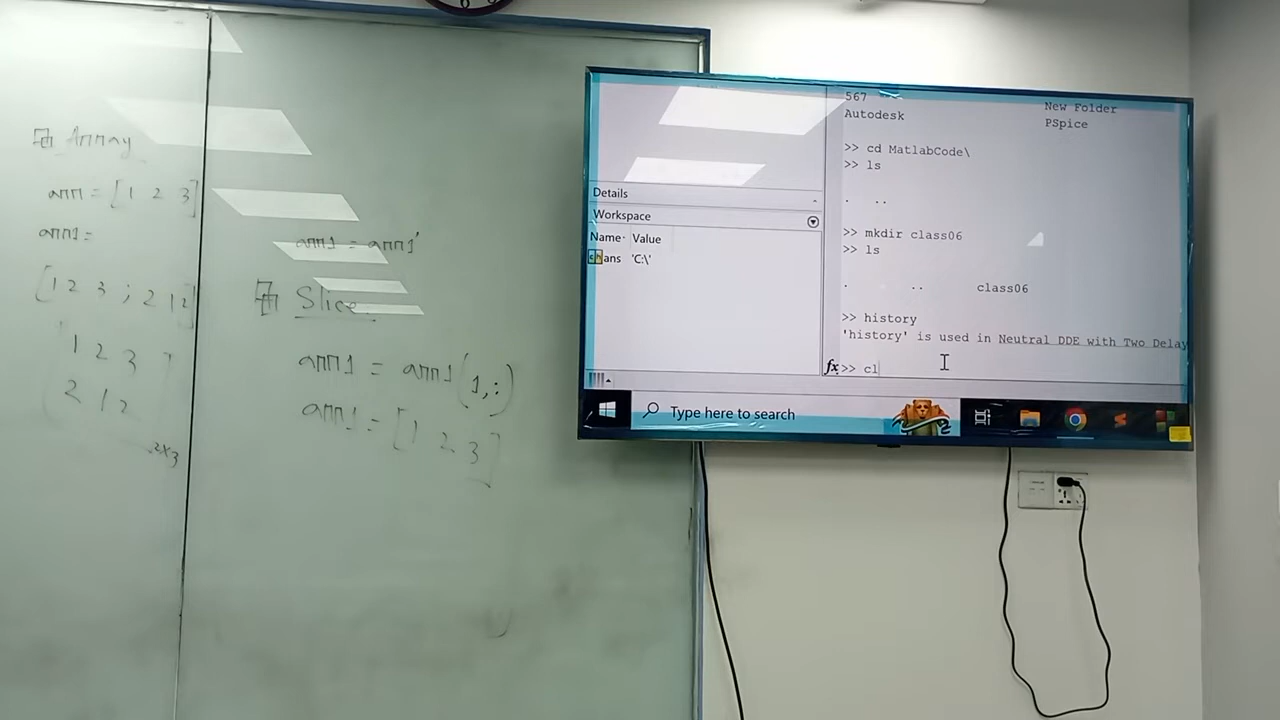 Array
arr = [1 2 3]
arr1 =
[1 2 3 ; 2 1 2]
1 2 3
2 1 2
2x3
arr1 = arr1'
Slice
arr1 = arr1(1,:)
arr1 = [1 2 3]
567
New Folder
Autodesk
PSpice
>> cd MatlabCode\
>> ls
. ..
>> mkdir class06
>> ls
. .. class06
>> history
'history' is used in Neutral DDE with Two Delay
fx >> cl
Details
Workspace
Name Value
ans 'C:\'
Type here to search